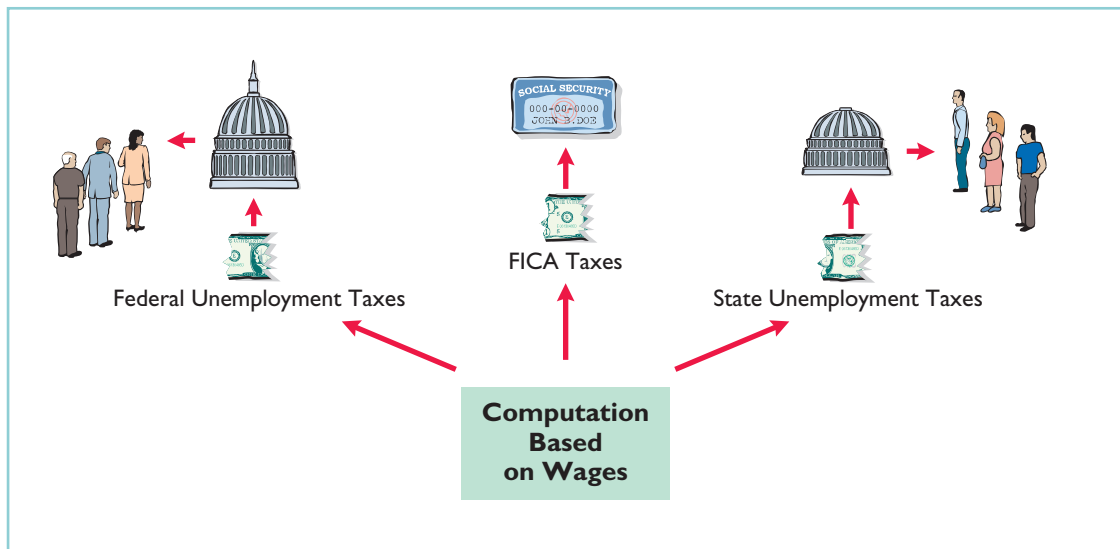 SOCIAL SECURITY
000-00-0000
JOHN B. DOE
FICA Taxes
Federal Unemployment Taxes
State Unemployment Taxes
Computation
Based
on Wages